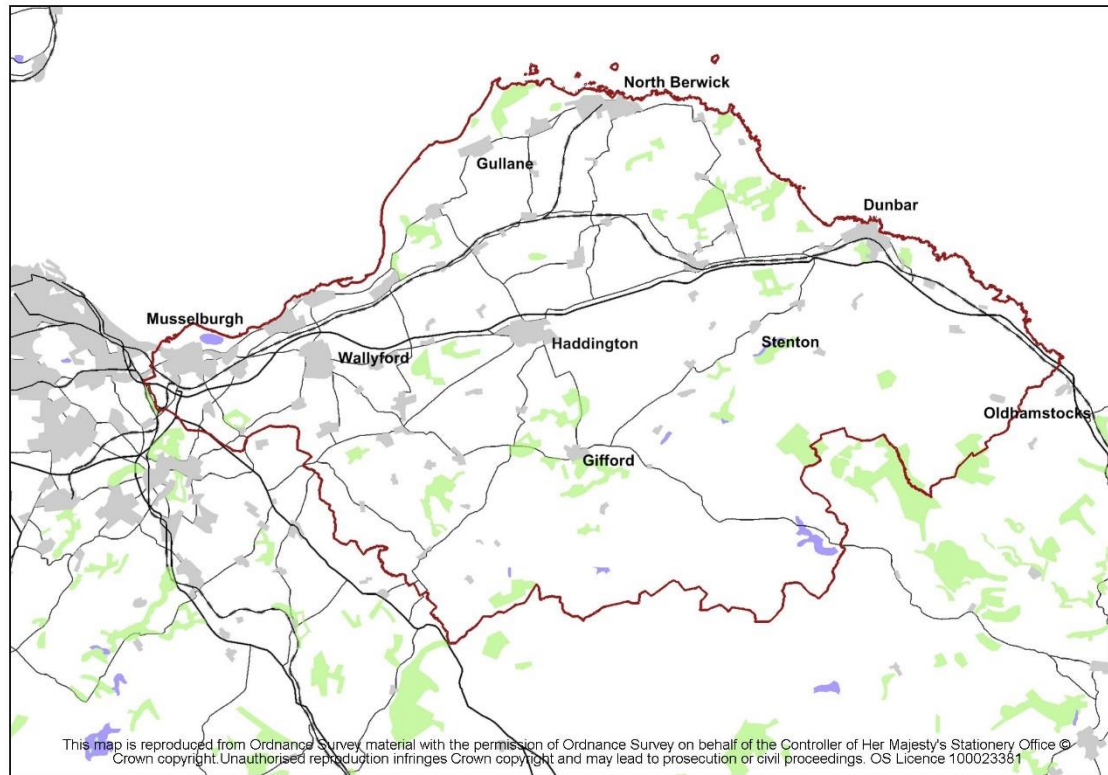 North Berwick
Gullane
Dunbar
Musselburgh
Haddington
Stenton
Wallyford
Oldhamstocks
Gifford
This map is reproduced from Ordnance Survey material with the permission of Ordnance Survey on behalf of the Controller of Her Majesty's Stationery Office ©
Crown copyright.Unauthorised reproduction infringes Crown copyright and may lead to prosecution or civil proceedings. OS Licence 100023381